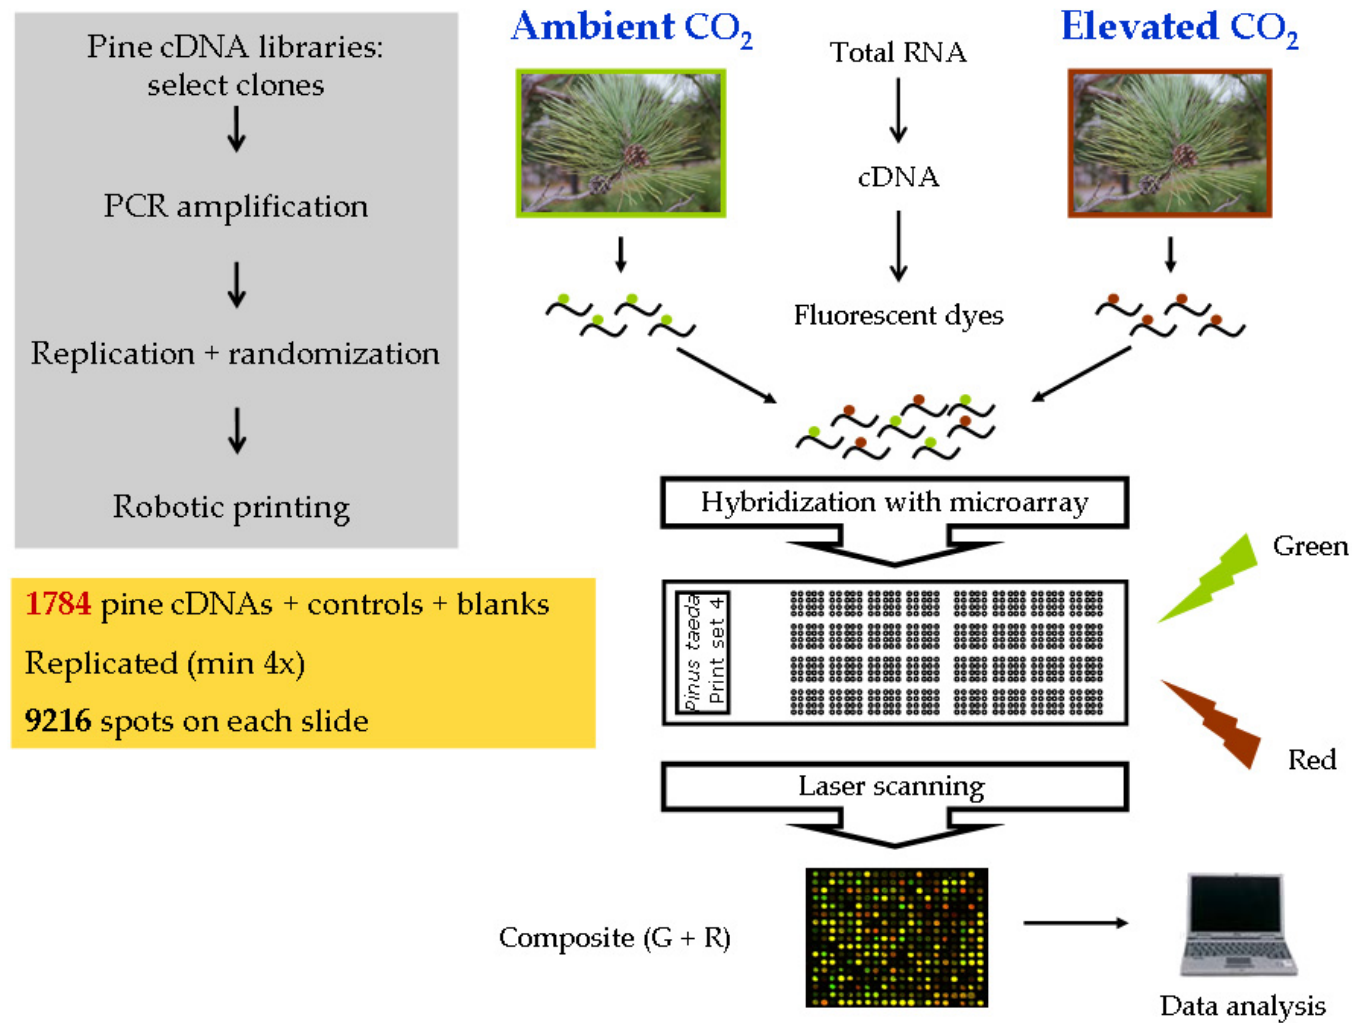 Pine cDNA libraries:
select clones
PCR amplification
Replication + randomization
Robotic printing
1784 pine cDNAs + controls + blanks
Replicated (min 4x)
9216 spots on each slide
Ambient CO₂
Total RNA
Elevated CO₂
cDNA
Fluorescent dyes
Hybridization with microarray
Pinus taeda
Print set 4
Green
Red
Laser scanning
Composite (G + R)
Data analysis